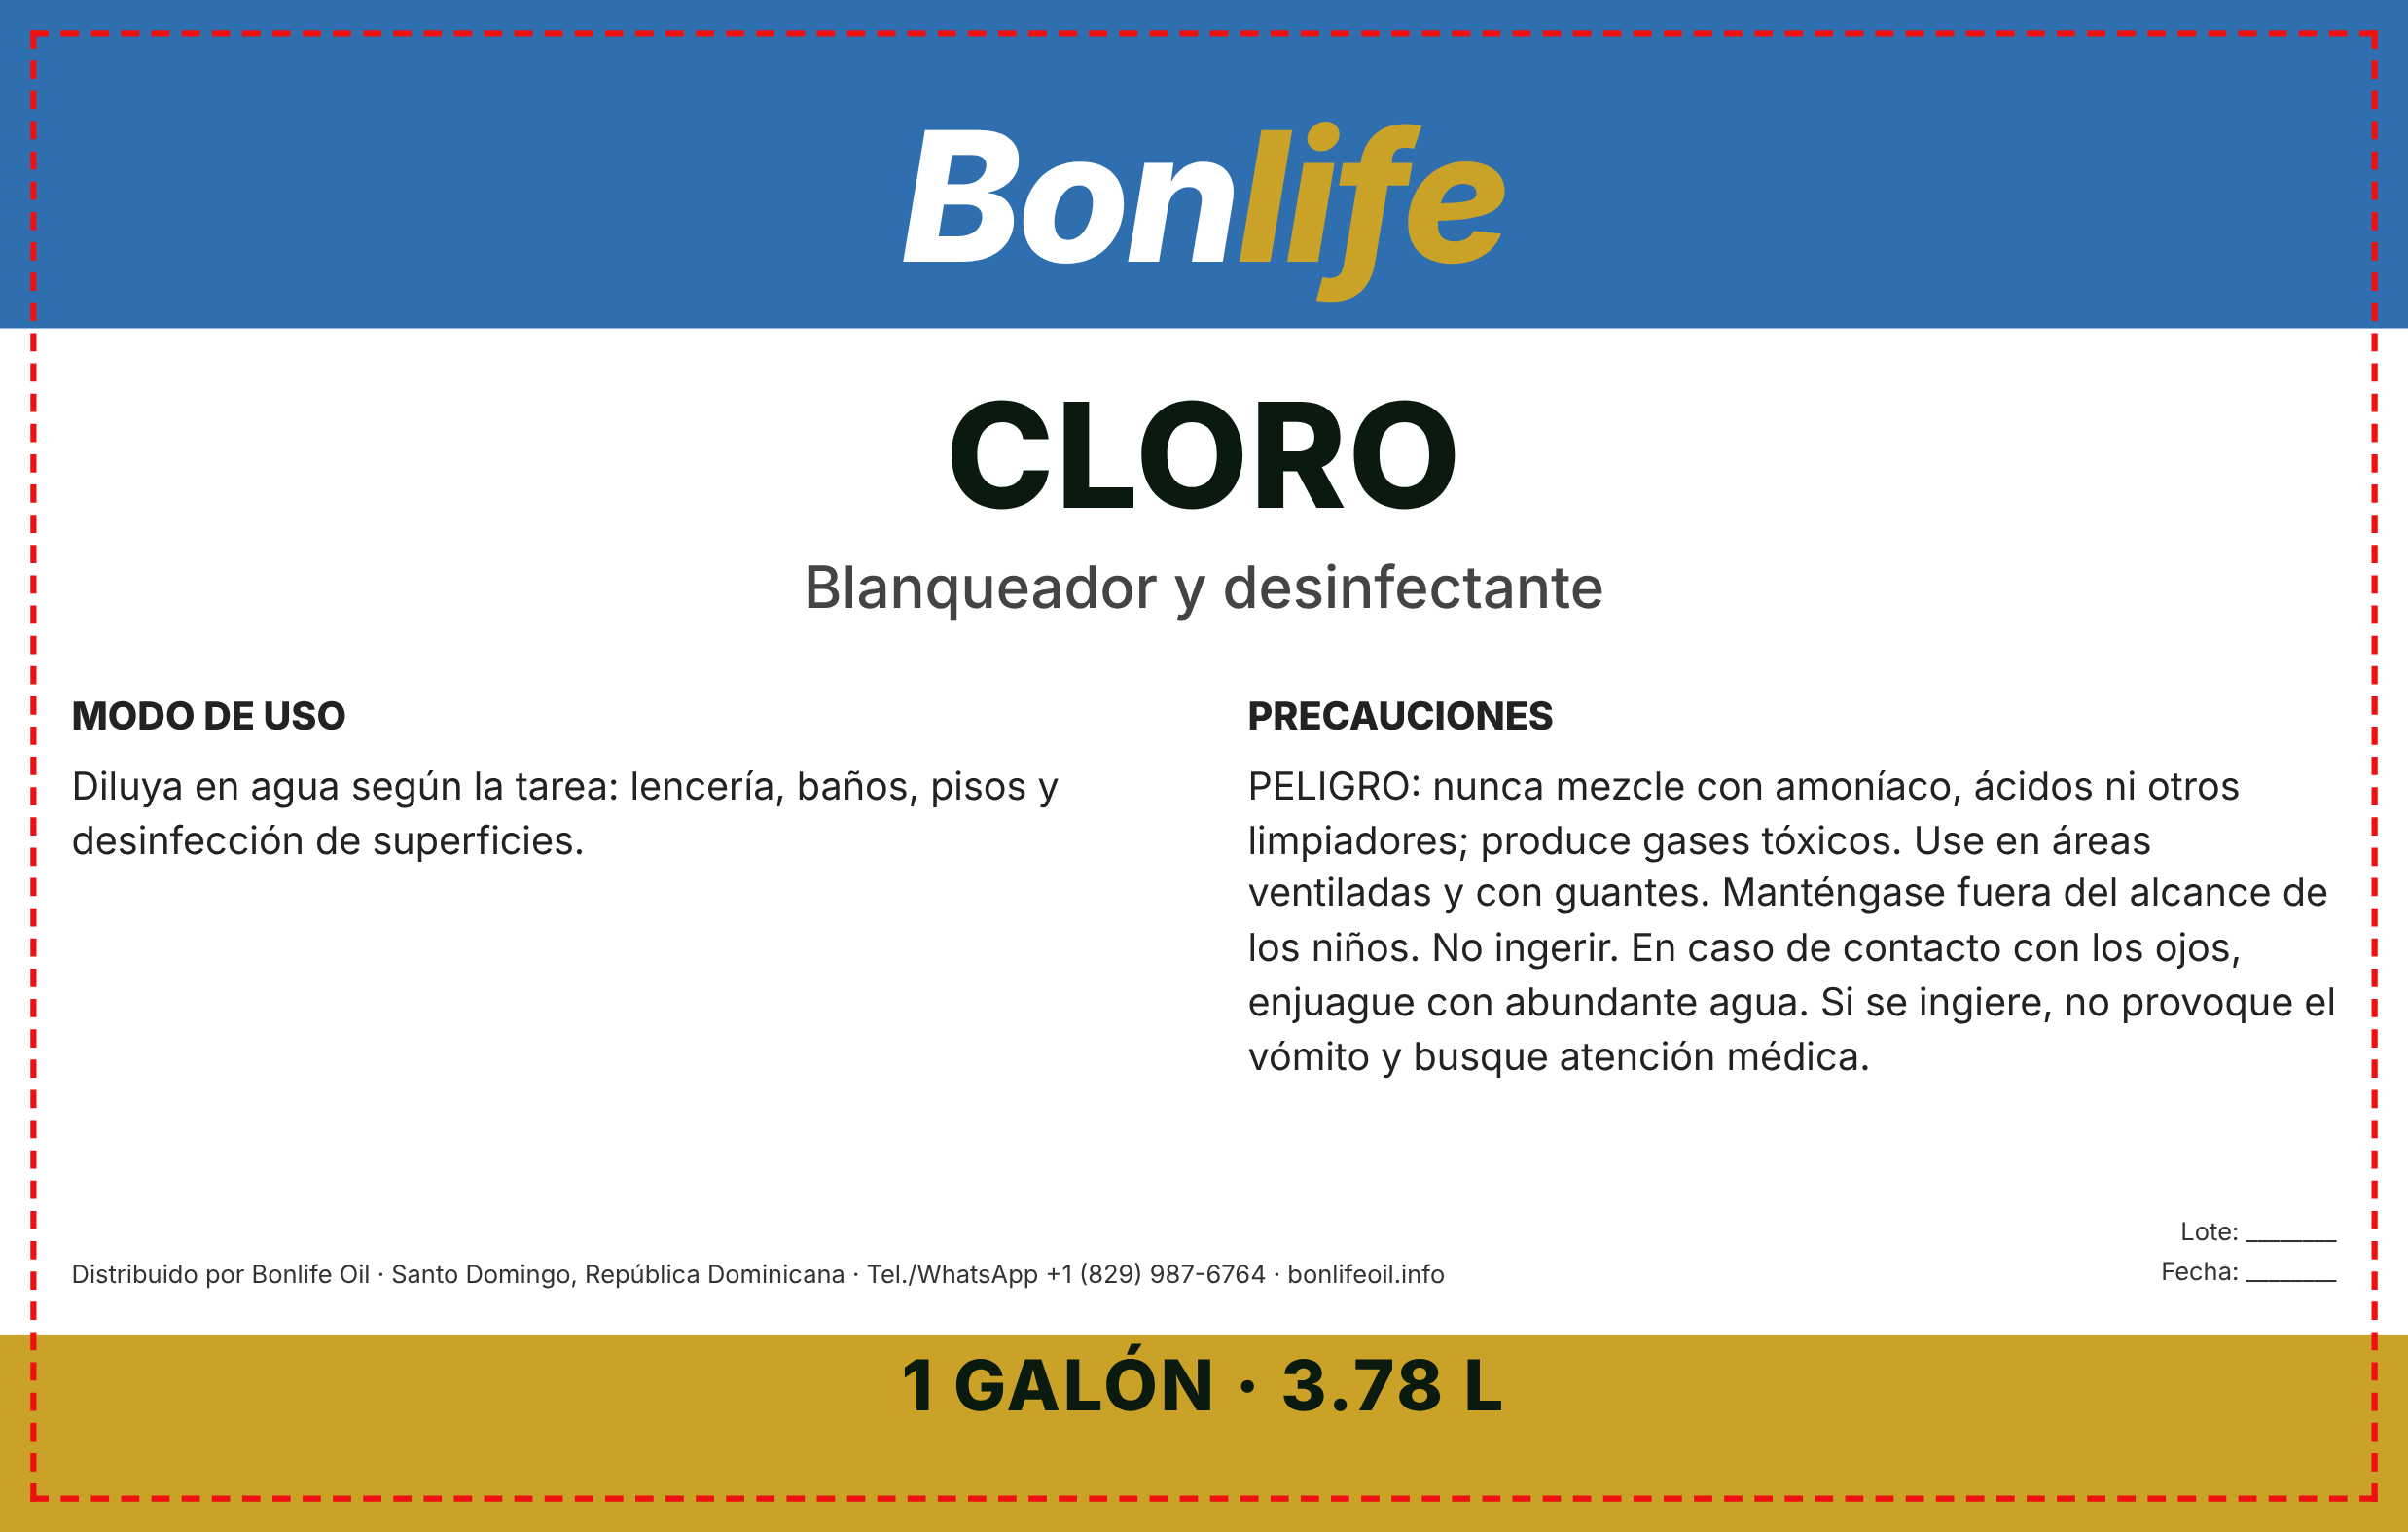 Bonlife
CLORO
Blanqueador y desinfectante
MODO DE USO
Diluya en agua según la tarea: lencería, baños, pisos y
desinfección de superficies.
PRECAUCIONES
PELIGRO: nunca mezcle con amoníaco, ácidos ni otros
limpiadores; produce gases tóxicos. Use en áreas
ventiladas y con guantes. Manténgase fuera del alcance de
los niños. No ingerir. En caso de contacto con los ojos,
enjuague con abundante agua. Si se ingiere, no provoque el
vómito y busque atención médica.
Distribuido por Bonlife Oil · Santo Domingo, República Dominicana · Tel./WhatsApp +1 (829) 987-6764 · bonlifeoil.info
Lote: ________
Fecha: ________
1 GALÓN · 3.78 L